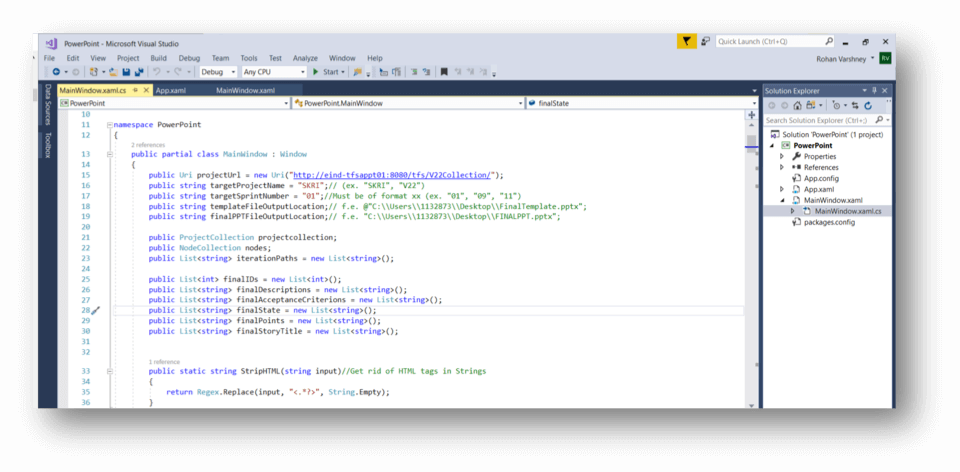 PowerPoint - Microsoft Visual Studio
Quick Launch (Ctrl+Q)
File Edit View Project Build Debug Team Tools Test Analyze Window Help
Rohan Varshney RV
Debug Any CPU Start
MainWindow.xaml.cs App.xaml MainWindow.xaml
PowerPoint PowerPoint.MainWindow finalState
Data Sources
Toolbox
10
11 namespace PowerPoint
12 {
2 references
13 public partial class MainWindow : Window
14 {
15 public Uri projectUrl = new Uri("http://eind-tfsappt01:8080/tfs/V22Collection/");
16 public string targetProjectName = "SKRI";// (ex. "SKRI", "V22")
17 public string targetSprintNumber = "01";//Must be of format xx (ex. "01", "09", "11")
18 public string templateFileOutputLocation;// f.e. @"C:\\Users\\1132873\\Desktop\\FinalTemplate.pptx";
19 public string finalPPTFileOutputLocation;// f.e. "C:\\Users\\1132873\\Desktop\\FINALPPT.pptx";
20
21 public ProjectCollection projectcollection;
22 public NodeCollection nodes;
23 public List<string> iterationPaths = new List<string>();
24
25 public List<int> finalIDs = new List<int>();
26 public List<string> finalDescriptions = new List<string>();
27 public List<string> finalAcceptanceCriterions = new List<string>();
28 public List<string> finalState = new List<string>();
29 public List<string> finalPoints = new List<string>();
30 public List<string> finalStoryTitle = new List<string>();
31
32
1 reference
33 public static string StripHTML(string input)//Get rid of HTML tags in Strings
34 {
35 return Regex.Replace(input, "<.*?>", String.Empty);
36 }
Solution Explorer
Search Solution Explorer (Ctrl+;)
Solution 'PowerPoint' (1 project)
PowerPoint
Properties
References
App.config
App.xaml
MainWindow.xaml
MainWindow.xaml.cs
packages.config